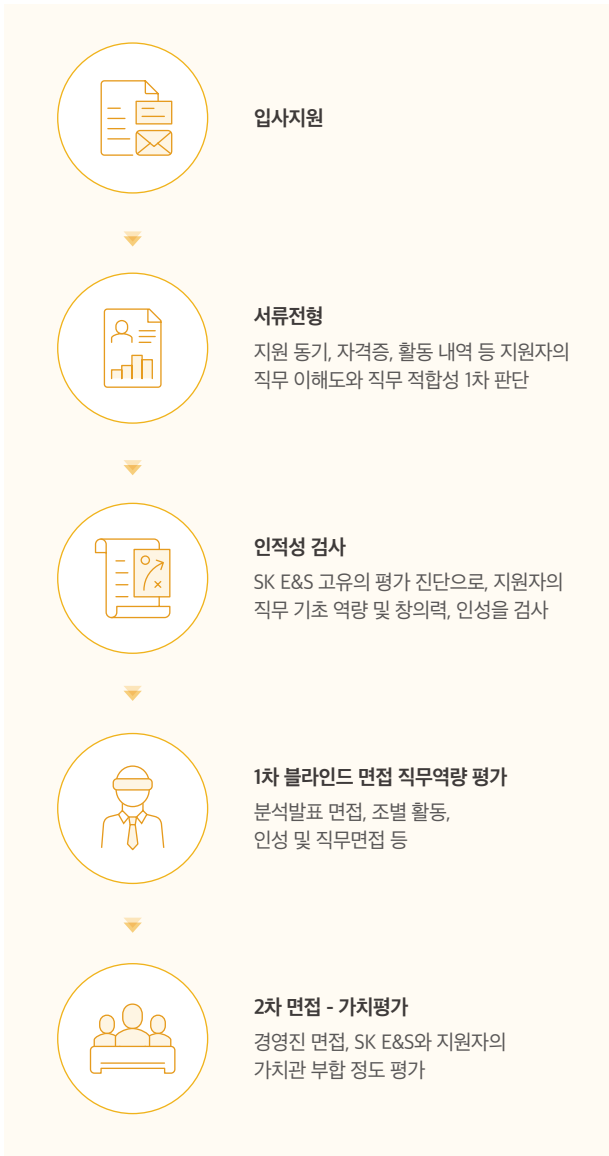 입사지원
서류전형
지원 동기, 자격증, 활동 내역 등 지원자의
직무 이해도와 직무 적합성 1차 판단
인적성 검사
SK E&S 고유의 평가 진단으로, 지원자의
직무 기초 역량 및 창의력, 인성을 검사
1차 블라인드 면접 직무역량 평가
분석발표 면접, 조별 활동,
인성 및 직무면접 등
2차 면접 - 가치평가
경영진 면접, SK E&S와 지원자의
가치관 부합 정도 평가